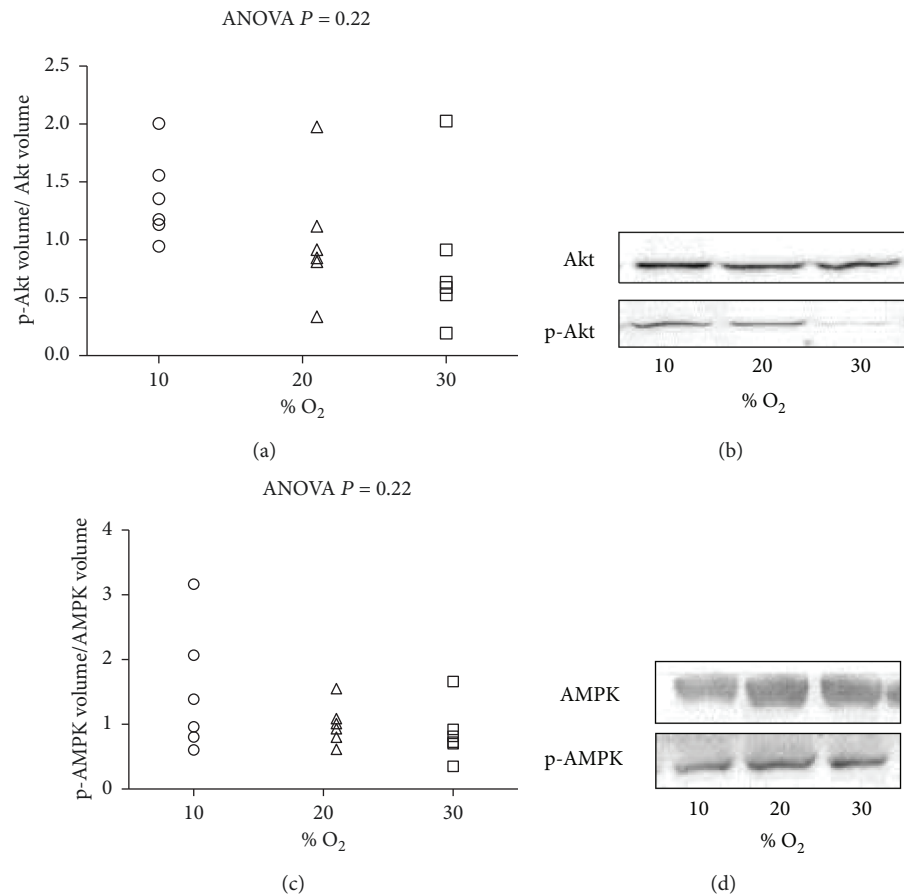 ANOVA P = 0.22
p-Akt volume/ Akt volume
2.5
2.0
1.5
1.0
0.5
0.0
10
20
30
% O₂
(a)
Akt
p-Akt
10
20
30
% O₂
(b)
ANOVA P = 0.22
p-AMPK volume/AMPK volume
4
3
2
1
0
10
20
30
% O₂
(c)
AMPK
p-AMPK
10
20
30
% O₂
(d)